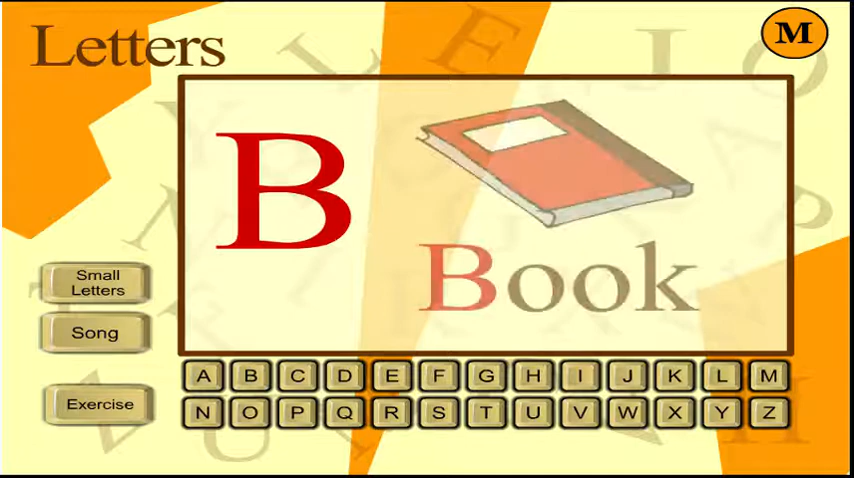 Letters
M
B
Book
Small
Letters
Song
Exercise
A B C D E F G H I J K L M
N O P Q R S T U V W X Y Z